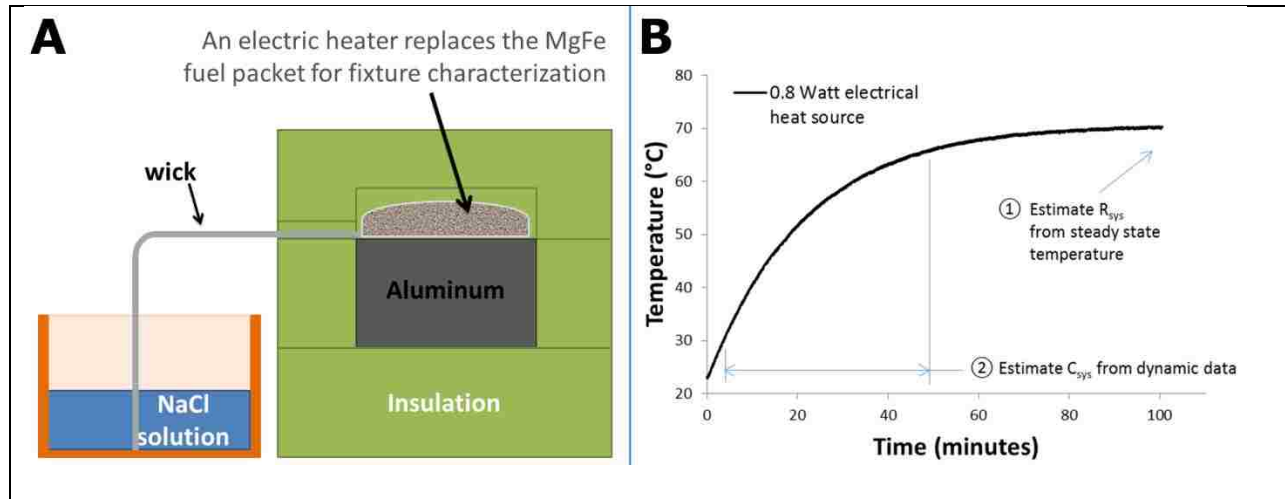 A
An electric heater replaces the MgFe
fuel packet for fixture characterization
wick
Aluminum
NaCl
solution
Insulation
B
80
70
60
50
40
30
20
Temperature (°C)
0.8 Watt electrical
heat source
① Estimate Rsys
from steady state
temperature
② Estimate Csys from dynamic data
0 20 40 60 80 100
Time (minutes)